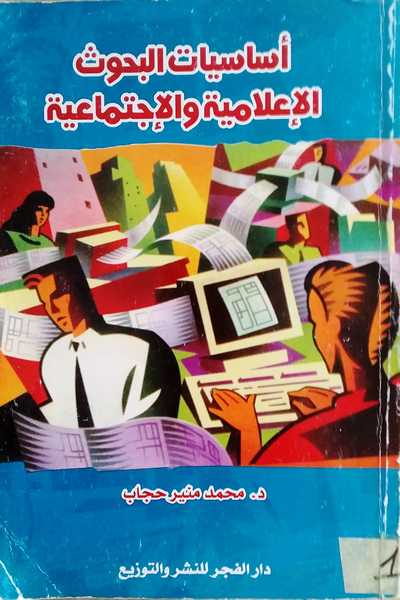 أساسيات البحوث
الإعلامية والإجتماعية
د. محمد منير حجاب
دار الفجر للنشر والتوزيع
1